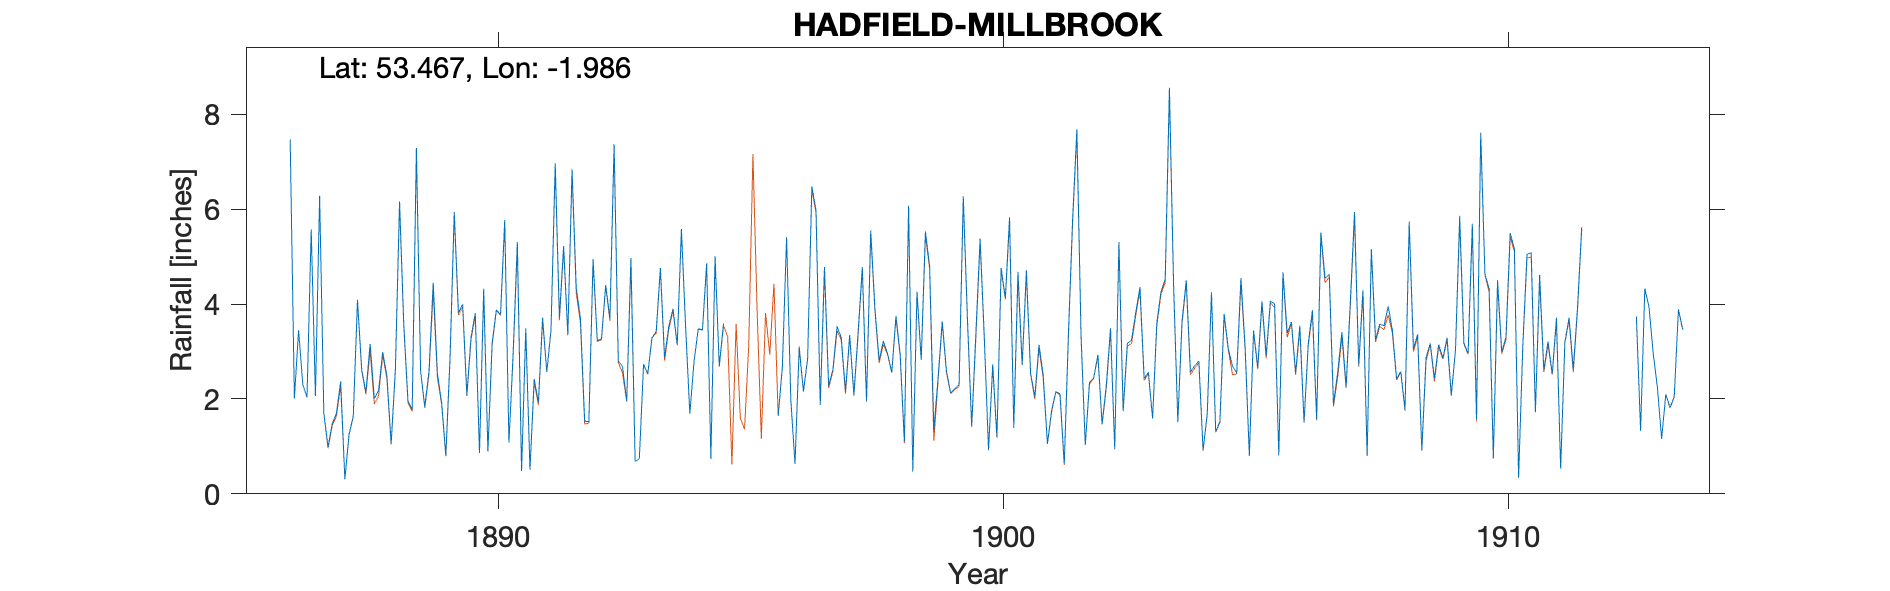 HADFIELD-MILLBROOK
Lat: 53.467, Lon: -1.986
8
6
4
2
0
Rainfall [inches]
1890
1900
1910
Year